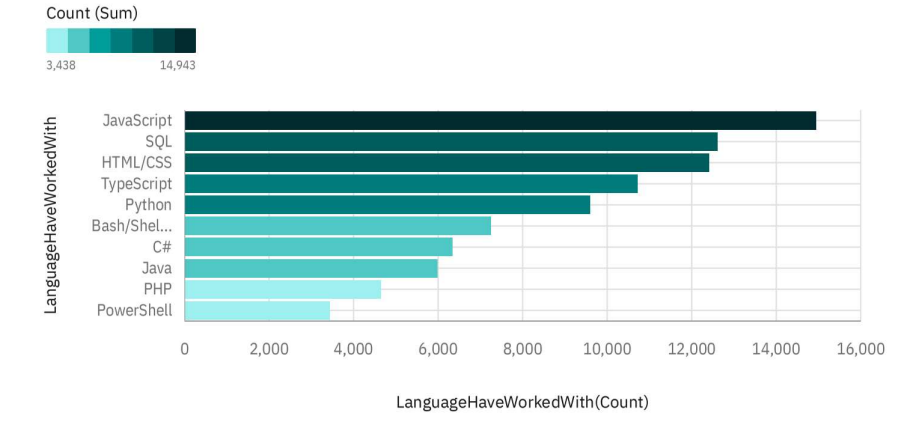 Count (Sum)
3,438 14,943
LanguageHaveWorkedWith
JavaScript
SQL
HTML/CSS
TypeScript
Python
Bash/Shel...
C#
Java
PHP
PowerShell
0 2,000 4,000 6,000 8,000 10,000 12,000 14,000 16,000
LanguageHaveWorkedWith(Count)